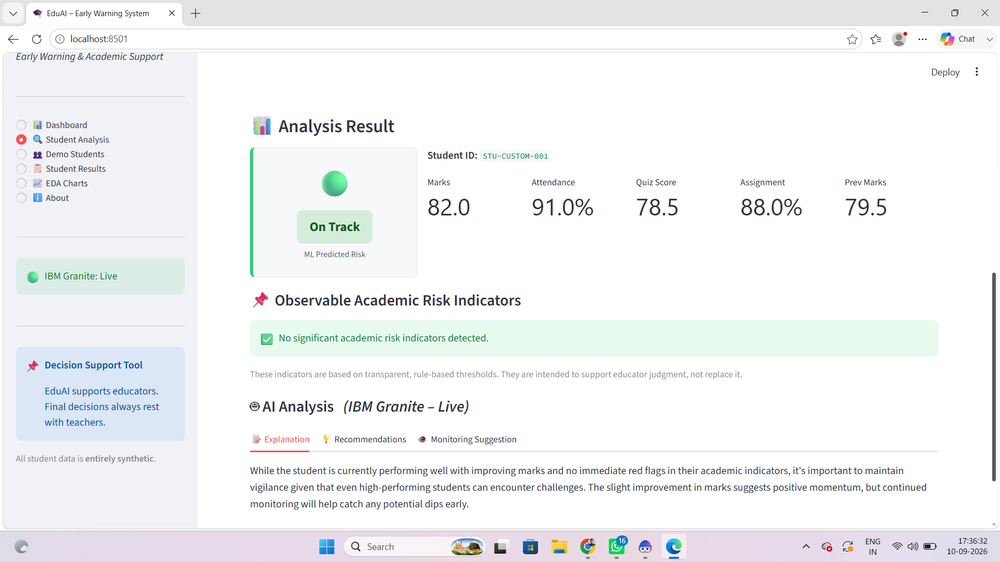 EduAI – Early Warning System
localhost:8501
Chat
Early Warning & Academic Support
Dashboard
Student Analysis
Demo Students
Student Results
EDA Charts
About
IBM Granite: Live
Decision Support Tool
EduAI supports educators.
Final decisions always rest
with teachers.
All student data is entirely synthetic.
Deploy
Analysis Result
On Track
ML Predicted Risk
Student ID: STU-CUSTOM-001
Marks Attendance Quiz Score Assignment Prev Marks
82.0 91.0% 78.5 88.0% 79.5
Observable Academic Risk Indicators
No significant academic risk indicators detected.
These indicators are based on transparent, rule-based thresholds. They are intended to support educator judgment, not replace it.
AI Analysis (IBM Granite – Live)
Explanation Recommendations Monitoring Suggestion
While the student is currently performing well with improving marks and no immediate red flags in their academic indicators, it's important to maintain
vigilance given that even high-performing students can encounter challenges. The slight improvement in marks suggests positive momentum, but continued
monitoring will help catch any potential dips early.
Search
16
ENG
IN
17:36:32
10-09-2026